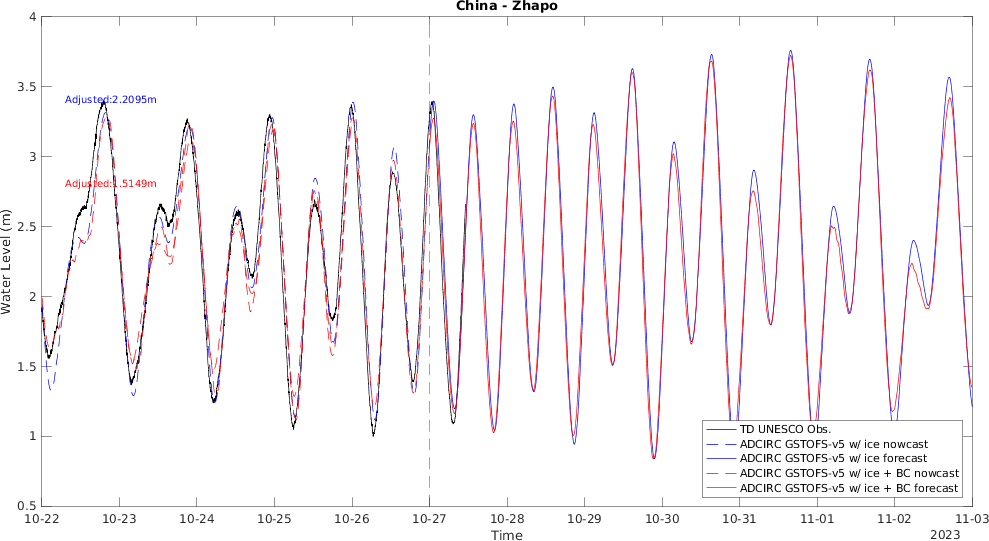 China - Zhapo
4
3.5
3
2.5
2
1.5
1
0.5
Water Level (m)
Adjusted:2.2095m
Adjusted:1.5149m
TD UNESCO Obs.
ADCIRC GSTOFS-v5 w/ ice nowcast
ADCIRC GSTOFS-v5 w/ ice forecast
ADCIRC GSTOFS-v5 w/ ice + BC nowcast
ADCIRC GSTOFS-v5 w/ ice + BC forecast
10-22 10-23 10-24 10-25 10-26 10-27 10-28 10-29 10-30 10-31 11-01 11-02 11-03
Time
2023